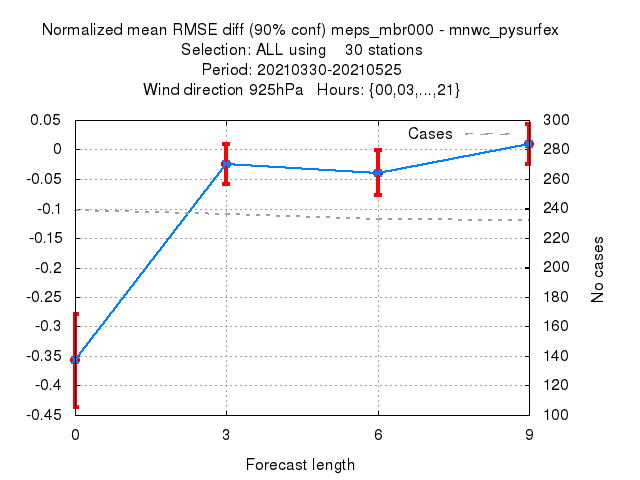 Normalized mean RMSE diff (90% conf) meps_mbr000 - mnwc_pysurfex
Selection: ALL using 30 stations
Period: 20210330-20210525
Wind direction 925hPa Hours: {00,03,...,21}
Cases
0.05
0
-0.05
-0.1
-0.15
-0.2
-0.25
-0.3
-0.35
-0.4
-0.45
300
280
260
240
220
200
180
160
140
120
100
No cases
0 3 6 9
Forecast length